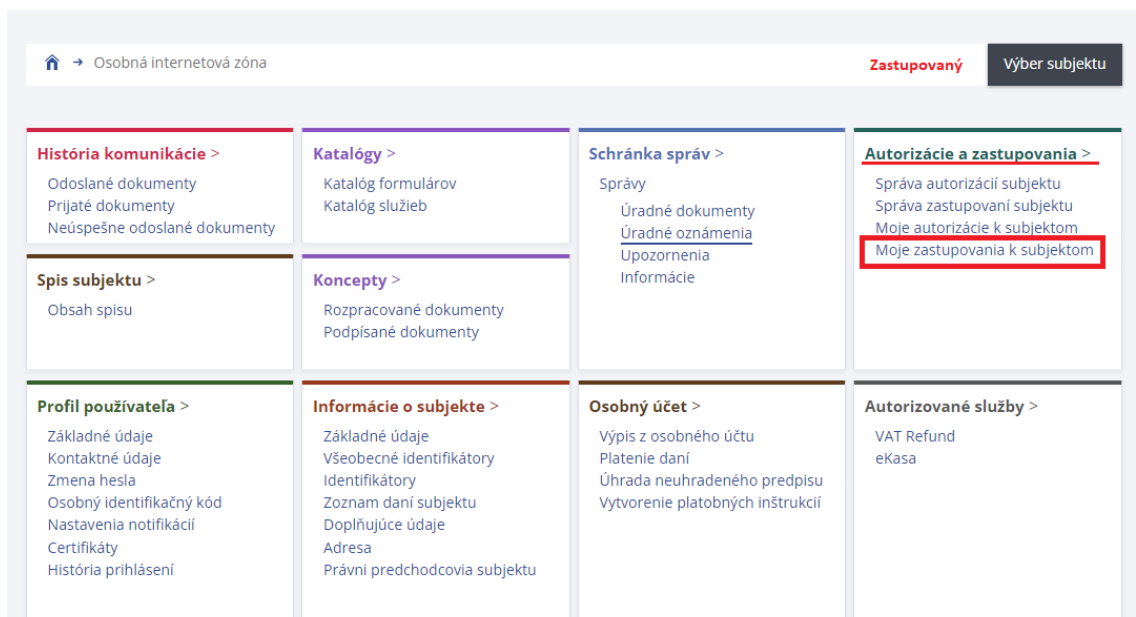 Osobná internetová zóna
Zastupovaný
Výber subjektu
História komunikácie >
Odoslané dokumenty
Prijaté dokumenty
Neúspešne odoslané dokumenty
Katalógy >
Katalóg formulárov
Katalóg služieb
Schránka správ >
Správy
Úradné dokumenty
Úradné oznámenia
Upozornenia
Informácie
Autorizácie a zastupovania >
Správa autorizácií subjektu
Správa zastupovaní subjektu
Moje autorizácie k subjektom
Moje zastupovania k subjektom
Spis subjektu >
Obsah spisu
Koncepty >
Rozpracované dokumenty
Podpísané dokumenty
Profil používateľa >
Základné údaje
Kontaktné údaje
Zmena hesla
Osobný identifikačný kód
Nastavenia notifikácií
Certifikáty
História prihlásení
Informácie o subjekte >
Základné údaje
Všeobecné identifikátory
Identifikátory
Zoznam daní subjektu
Doplňujúce údaje
Adresa
Právni predchodcovia subjektu
Osobný účet >
Výpis z osobného účtu
Platenie daní
Úhrada neuhradeného predpisu
Vytvorenie platobných inštrukcií
Autorizované služby >
VAT Refund
eKasa